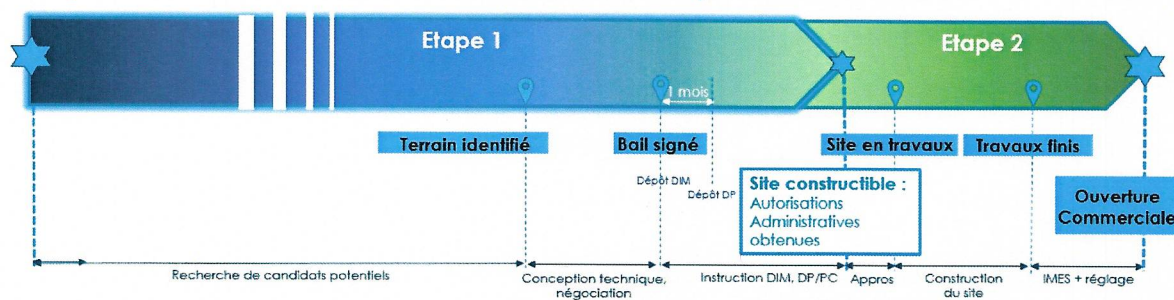 Etape 1
Etape 2
1 mois
Terrain identifié
Bail signé
Site en travaux
Travaux finis
Dépôt DIM
Dépôt DP
Site constructible :
Autorisations
Administratives
obtenues
Ouverture
Commerciale
Recherche de candidats potentiels
Conception technique,
négociation
Instruction DIM, DP/PC
Appros
Construction
du site
IMES + réglage